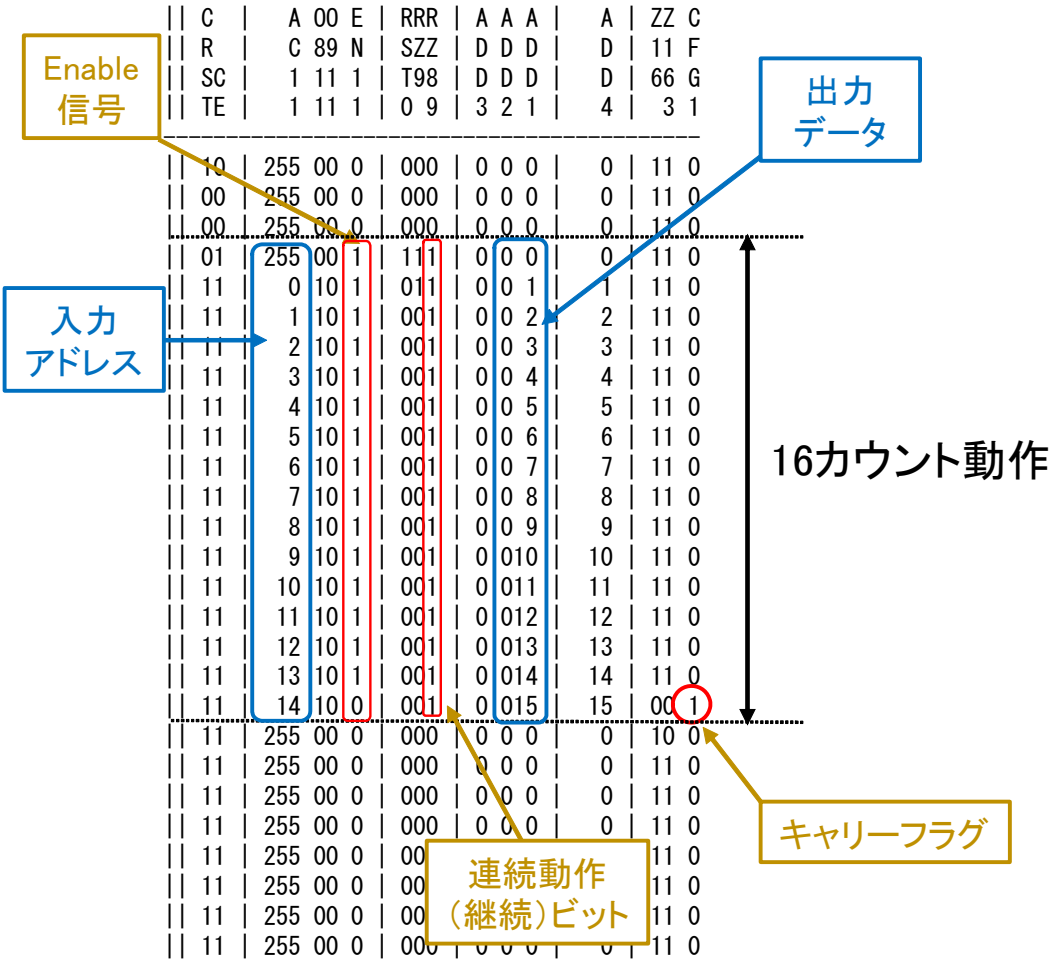 || C | A 00 E | RRR | A A A | A | ZZ C
|| R | C 89 N | SZZ | D D D | D | 11 F
|| SC | 1 11 1 | T98 | D D D | D | 66 G
|| TE | 1 11 1 | 0 9 | 3 2 1 | 4 | 3 1
Enable
信号
出力
データ
--------------------------------------------------
|| 10 | 255 00 0 | 000 | 0 0 0 | 0 | 11 0
|| 00 | 255 00 0 | 000 | 0 0 0 | 0 | 11 0
|| 00 | 255 00 0 | 000 | 0 0 0 | 0 | 11 0
|| 01 | 255 00 1 | 111 | 0 0 0 | 0 | 11 0
|| 11 | 0 10 1 | 011 | 0 0 1 | 1 | 11 0
|| 11 | 1 10 1 | 001 | 0 0 2 | 2 | 11 0
|| 11 | 2 10 1 | 001 | 0 0 3 | 3 | 11 0
|| 11 | 3 10 1 | 001 | 0 0 4 | 4 | 11 0
|| 11 | 4 10 1 | 001 | 0 0 5 | 5 | 11 0
|| 11 | 5 10 1 | 001 | 0 0 6 | 6 | 11 0
|| 11 | 6 10 1 | 001 | 0 0 7 | 7 | 11 0
|| 11 | 7 10 1 | 001 | 0 0 8 | 8 | 11 0
|| 11 | 8 10 1 | 001 | 0 0 9 | 9 | 11 0
|| 11 | 9 10 1 | 001 | 0 010 | 10 | 11 0
|| 11 | 10 10 1 | 001 | 0 011 | 11 | 11 0
|| 11 | 11 10 1 | 001 | 0 012 | 12 | 11 0
|| 11 | 12 10 1 | 001 | 0 013 | 13 | 11 0
|| 11 | 13 10 1 | 001 | 0 014 | 14 | 11 0
|| 11 | 14 10 0 | 001 | 0 015 | 15 | 00 1
|| 11 | 255 00 0 | 000 | 0 0 0 | 0 | 10 0
|| 11 | 255 00 0 | 000 | 0 0 0 | 0 | 11 0
|| 11 | 255 00 0 | 000 | 0 0 0 | 0 | 11 0
|| 11 | 255 00 0 | 000 | 0 0 0 | 0 | 11 0
|| 11 | 255 00 0 | 00 11 0
|| 11 | 255 00 0 | 00 11 0
|| 11 | 255 00 0 | 00 11 0
|| 11 | 255 00 0 | 000 | 0 0 0 | 0 | 11 0
入力
アドレス
16カウント動作
キャリーフラグ
連続動作
（継続）ビット